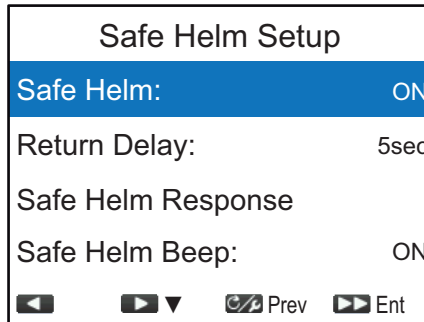 Safe Helm Setup
Safe Helm: ON
Return Delay: 5sec
Safe Helm Response
Safe Helm Beep: ON
Prev Ent